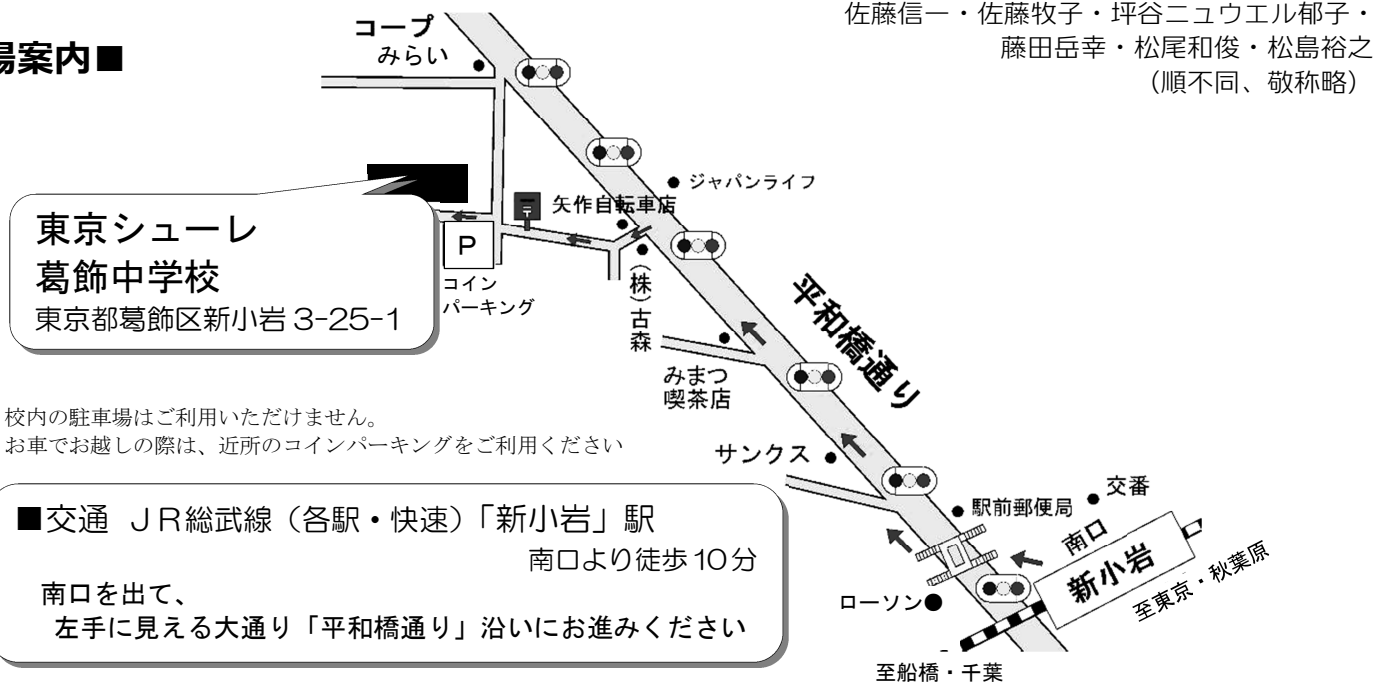 佐藤信一・佐藤牧子・坪谷ニュウエル郁子・
藤田岳幸・松尾和俊・松島裕之
（順不同、敬称略）
場案内■
コープ
みらい
ジャパンライフ
〒
矢作自転車店
東京シューレ
葛飾中学校
東京都葛飾区新小岩 3-25-1
P
コイン
パーキング
（株）古森
平和橋通り
みまつ
喫茶店
校内の駐車場はご利用いただけません。
お車でお越しの際は、近所のコインパーキングをご利用ください
サンクス
交番
駅前郵便局
南口
新小岩
至東京・秋葉原
ローソン
至船橋・千葉
■交通 ＪＲ総武線（各駅・快速）「新小岩」駅
南口より徒歩10分
南口を出て、
左手に見える大通り「平和橋通り」沿いにお進みください